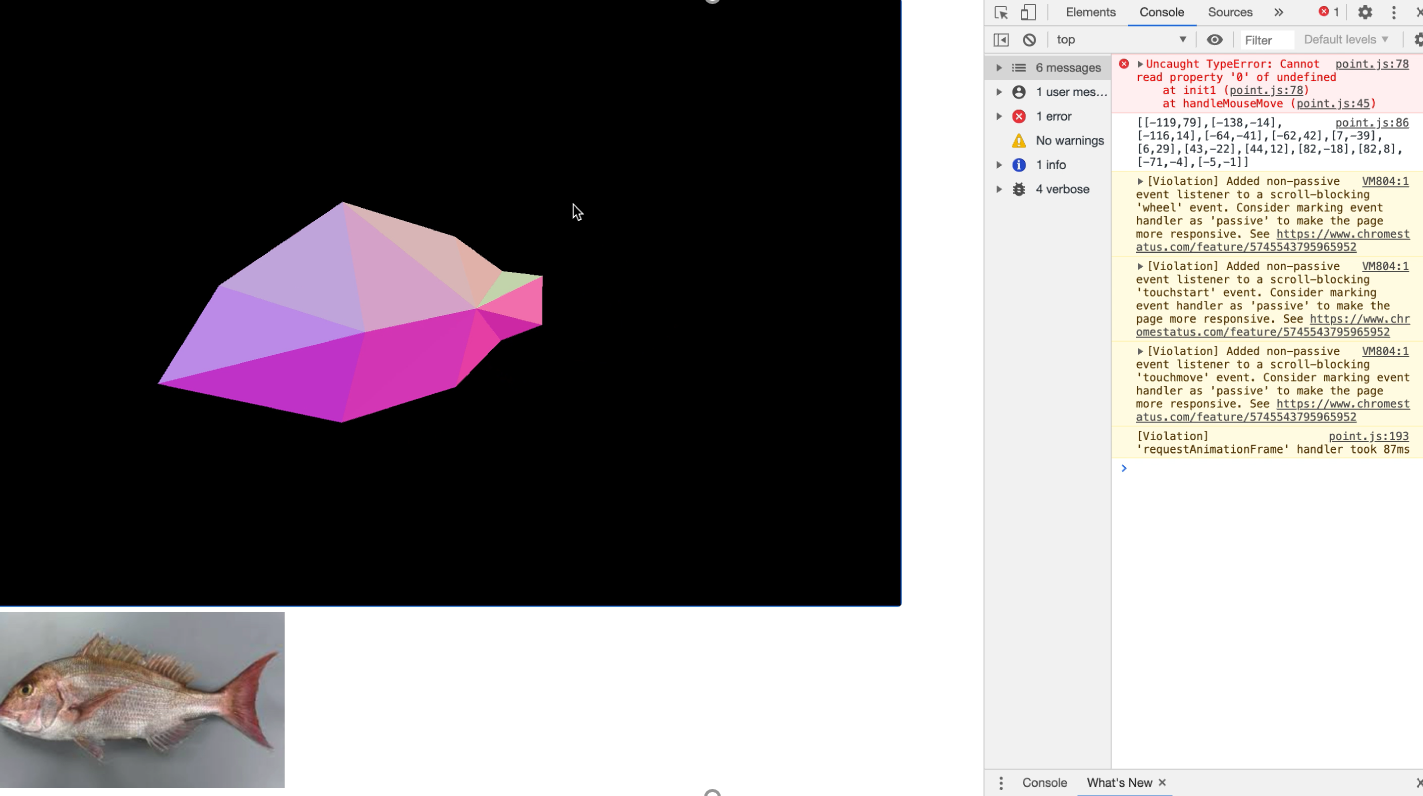 Elements Console Sources » 1
top Filter Default levels
6 messages
1 user mes...
1 error
No warnings
1 info
4 verbose
Uncaught TypeError: Cannot point.js:78
read property '0' of undefined
at init1 (point.js:78)
at handleMouseMove (point.js:45)
[[-119,79],[-138,-14], point.js:86
[-116,14],[-64,-41],[-62,42],[7,-39],
[6,29],[43,-22],[44,12],[82,-18],[82,8],
[-71,-4],[-5,-1]]
[Violation] Added non-passive VM804:1
event listener to a scroll-blocking
'wheel' event. Consider marking event
handler as 'passive' to make the page
more responsive. See https://www.chromest
atus.com/feature/5745543795965952
[Violation] Added non-passive VM804:1
event listener to a scroll-blocking
'touchstart' event. Consider marking
event handler as 'passive' to make the
page more responsive. See https://www.chr
omestatus.com/feature/5745543795965952
[Violation] Added non-passive VM804:1
event listener to a scroll-blocking
'touchmove' event. Consider marking event
handler as 'passive' to make the page
more responsive. See https://www.chromest
atus.com/feature/5745543795965952
[Violation] point.js:193
'requestAnimationFrame' handler took 87ms
Console What's New ×